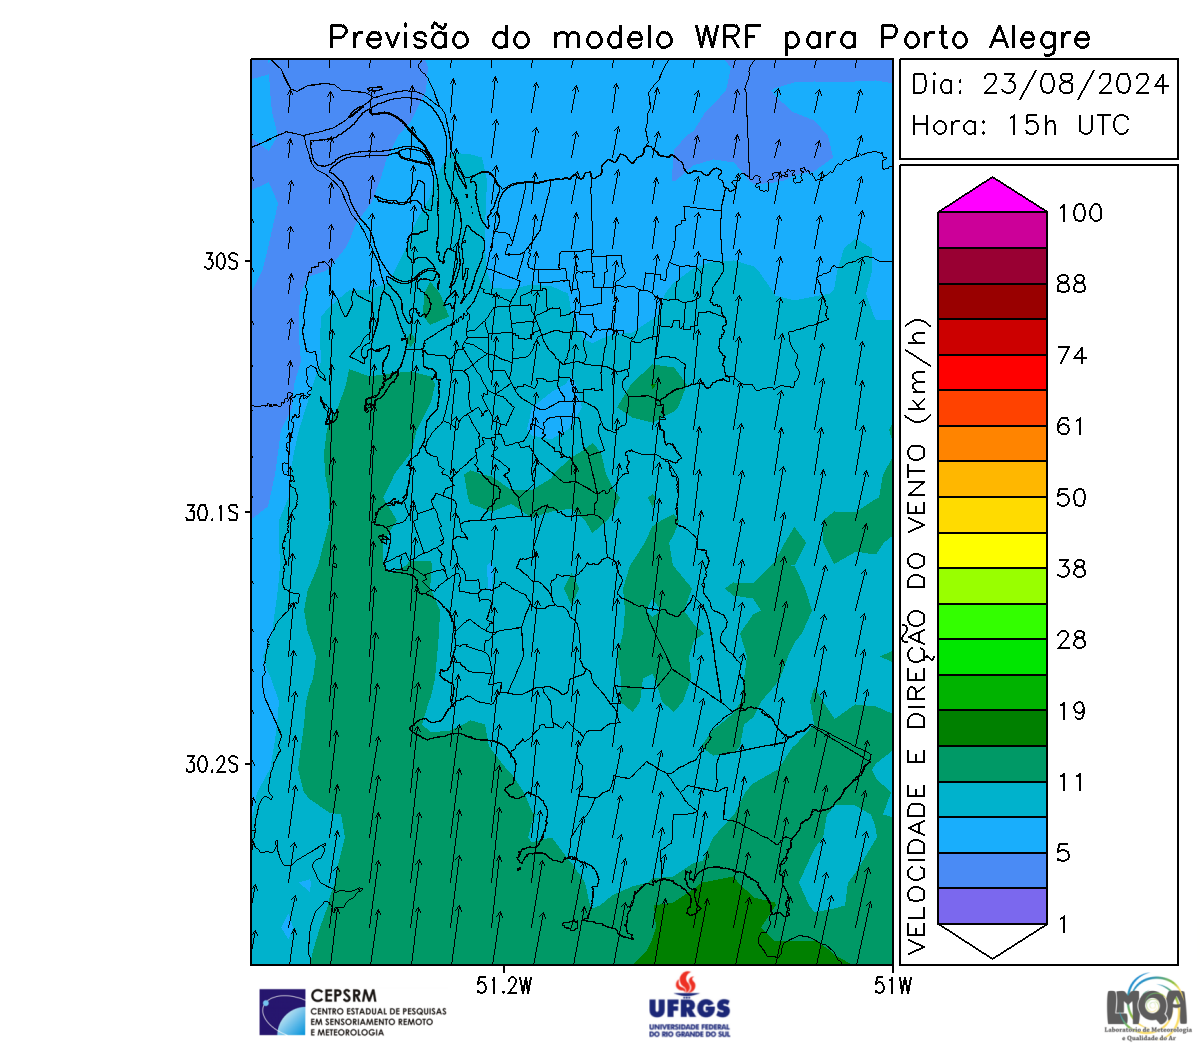 Previsão do modelo WRF para Porto Alegre
Dia: 23/08/2024
Hora: 15h UTC
100
88
74
61
50
38
28
19
11
5
1
VELOCIDADE E DIREÇÃO DO VENTO (km/h)
30S
30.1S
30.2S
51.2W
51W
CEPSRM
CENTRO ESTADUAL DE PESQUISAS
EM SENSORIAMENTO REMOTO
E METEOROLOGIA
UFRGS
UNIVERSIDADE FEDERAL
DO RIO GRANDE DO SUL
LMQA
Laboratório de Meteorologia
e Qualidade do Ar